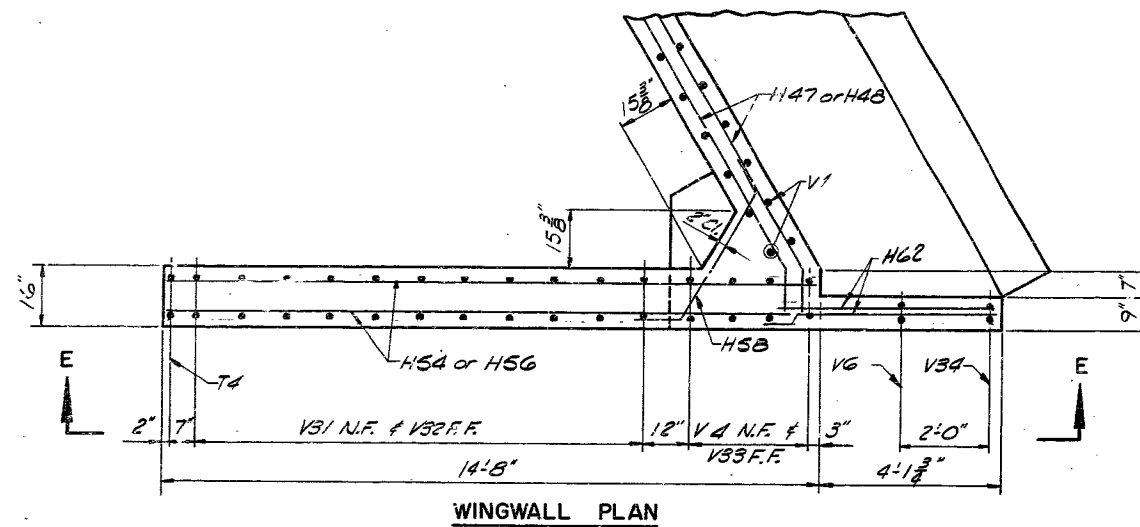 15 3/8"
H47 or H48
V1
15 3/8"
2" CL.
H62
1'6"
7"
9"
H58
H54 or H56
T4
V6
V34
E
E
2"
7"
V31 N.F. & V32 F.F.
12"
V4 N.F. &
V33 F.F.
3"
2'-0"
14'-8"
4'-1 3/4"
WINGWALL PLAN